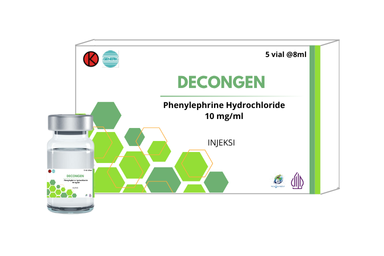 K
5 vial @8ml
DECONGEN
Phenylephrine Hydrochloride
10 mg/ml
INJEKSI
DECONGEN